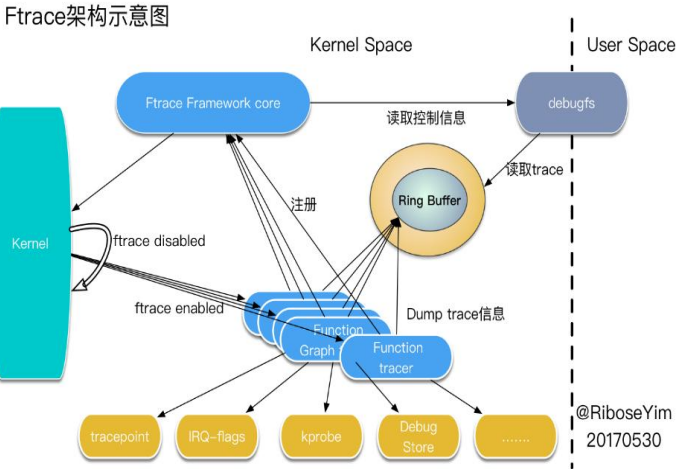 Ftrace架构示意图
Kernel Space
User Space
Ftrace Framework core
debugfs
读取控制信息
读取trace
注册
Ring Buffer
Kernel
ftrace disabled
ftrace enabled
Dump trace信息
Function
Graph
Function
tracer
tracepoint
IRQ-flags
kprobe
Debug
Store
.......
@RiboseYim
20170530